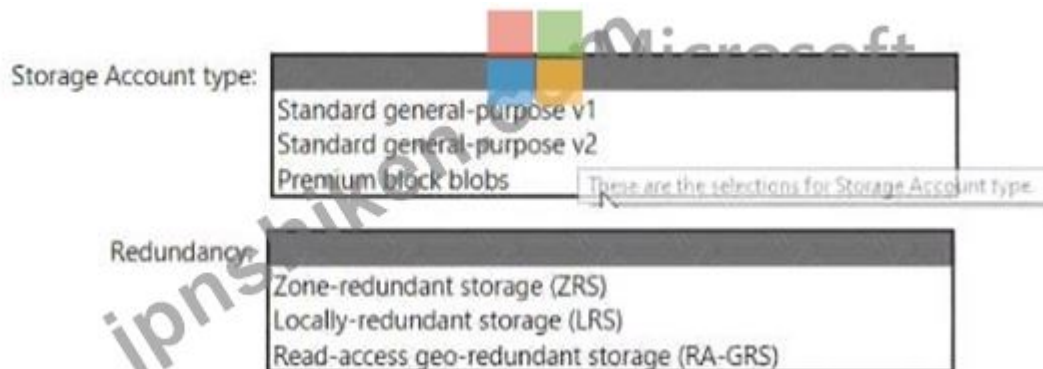 Microsoft
Storage Account type:
Standard general-purpose v1
Standard general-purpose v2
Premium block blobs
These are the selections for Storage Account type.
Redundancy:
Zone-redundant storage (ZRS)
Locally-redundant storage (LRS)
Read-access geo-redundant storage (RA-GRS)
jpnshiken.com